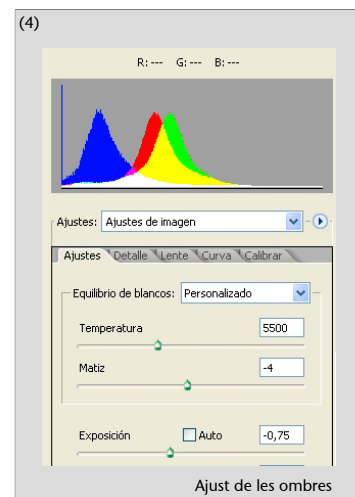 (4)
R: --- G: --- B: ---
Ajustes: Ajustes de imagen
Ajustes Detalle Lente Curva Calibrar
Equilibrio de blancos: Personalizado
Temperatura 5500
Matiz -4
Exposición Auto -0,75
Ajust de les ombres